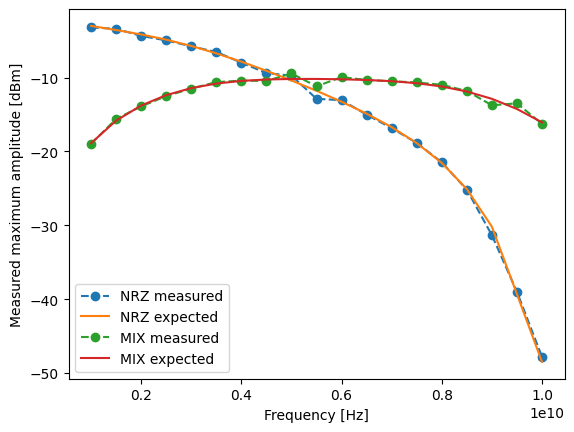 Measured maximum amplitude [dBm]
−10
−20
−30
−40
−50
NRZ measured
NRZ expected
MIX measured
MIX expected
0.2 0.4 0.6 0.8 1.0
1e10
Frequency [Hz]